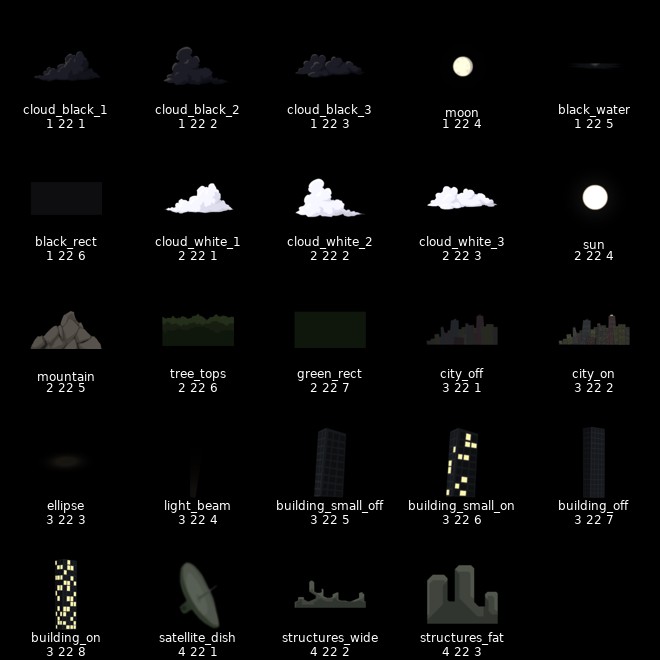 cloud_black_1
1 22 1
cloud_black_2
1 22 2
cloud_black_3
1 22 3
moon
1 22 4
black_water
1 22 5
black_rect
1 22 6
cloud_white_1
2 22 1
cloud_white_2
2 22 2
cloud_white_3
2 22 3
sun
2 22 4
mountain
2 22 5
tree_tops
2 22 6
green_rect
2 22 7
city_off
3 22 1
city_on
3 22 2
ellipse
3 22 3
light_beam
3 22 4
building_small_off
3 22 5
building_small_on
3 22 6
building_off
3 22 7
building_on
3 22 8
satellite_dish
4 22 1
structures_wide
4 22 2
structures_fat
4 22 3